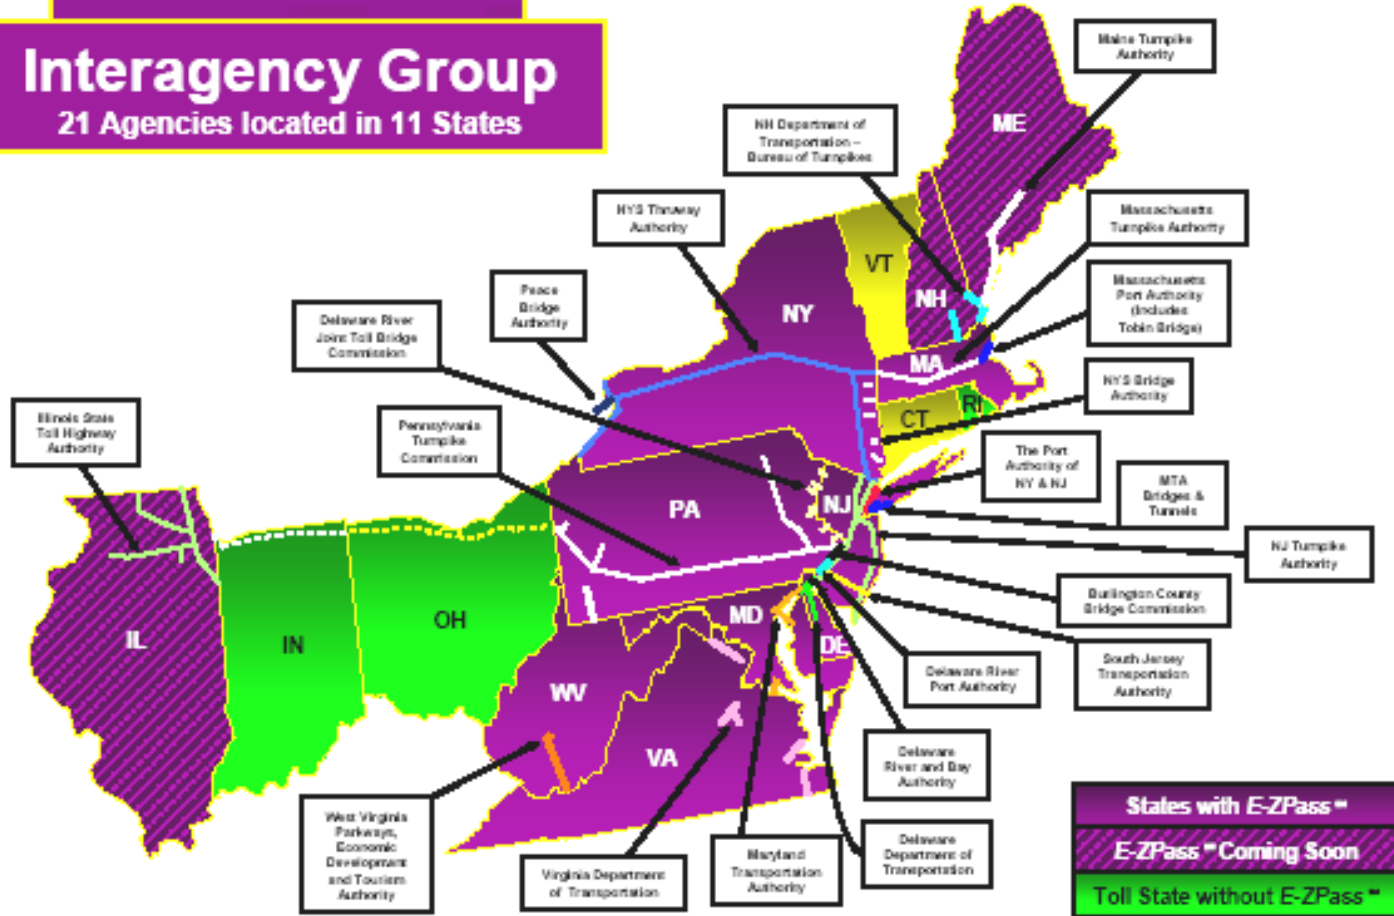 Interagency Group
21 Agencies located in 11 States
Maine Turnpike
Authority
NH Department of
Transportation –
Bureau of Turnpikes
ME
NYS Thruway
Authority
Massachusetts
Turnpike Authority
VT
Peace
Bridge
Authority
Massachusetts
Port Authority
(Includes
Tobin Bridge)
NY
NH
Delaware River
Joint Toll Bridge
Commission
MA
NYS Bridge
Authority
CT
RI
Illinois State
Toll Highway
Authority
Pennsylvania
Turnpike
Commission
The Port
Authority of
NY & NJ
MTA
Bridges &
Tunnels
PA
NJ
NJ Turnpike
Authority
Burlington County
Bridge Commission
IL
IN
OH
MD
DE
South Jersey
Transportation
Authority
Delaware River
Port Authority
WV
VA
Delaware
River and Bay
Authority
West Virginia
Parkways,
Economic
Development
and Tourism
Authority
Virginia Department
of Transportation
Maryland
Transportation
Authority
Delaware
Department of
Transportation
States with E-ZPass℠
E-ZPass℠ Coming Soon
Toll State without E-ZPass℠